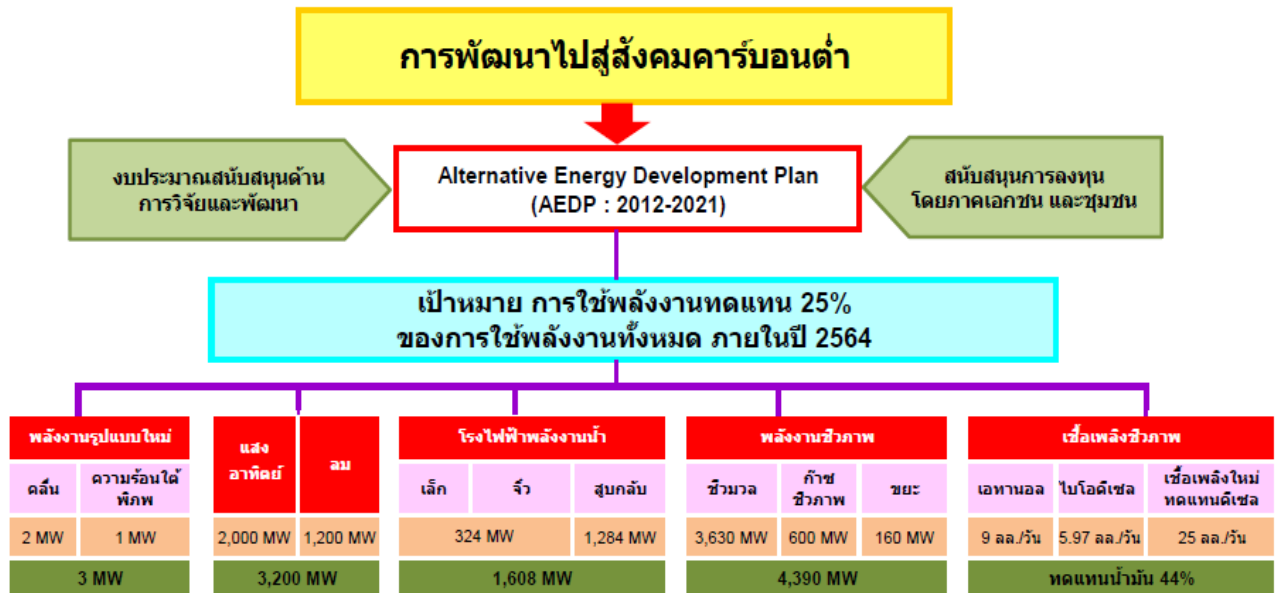 การพัฒนาไปสู่สังคมคาร์บอนต่ำ
งบประมาณสนับสนุนด้าน
การวิจัยและพัฒนา
Alternative Energy Development Plan
(AEDP : 2012-2021)
สนับสนุนการลงทุน
โดยภาคเอกชน และชุมชน
เป้าหมาย การใช้พลังงานทดแทน 25%
ของการใช้พลังงานทั้งหมด ภายในปี 2564
พลังงานรูปแบบใหม่
คลื่น
ความร้อนใต้
พิภพ
2 MW
1 MW
3 MW
แสง
อาทิตย์
ลม
2,000 MW
1,200 MW
3,200 MW
โรงไฟฟ้าพลังงานน้ำ
เล็ก
จิ๋ว
สูบกลับ
324 MW
1,284 MW
1,608 MW
พลังงานชีวภาพ
ชีวมวล
ก๊าซ
ชีวภาพ
ขยะ
3,630 MW
600 MW
160 MW
4,390 MW
เชื้อเพลิงชีวภาพ
เอทานอล
ไบโอดีเซล
เชื้อเพลิงใหม่
ทดแทนดีเซล
9 ลล./วัน
5.97 ลล./วัน
25 ลล./วัน
ทดแทนน้ำมัน 44%